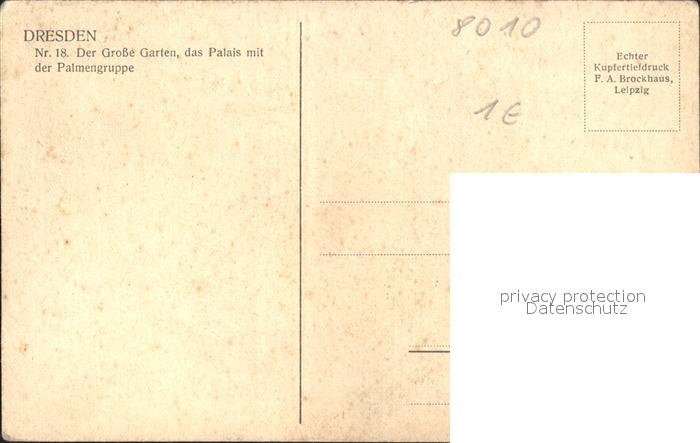 DRESDEN
Nr. 18. Der Große Garten, das Palais mit
der Palmengruppe
8010
1€
Echter
Kupfertiefdruck
F. A. Brockhaus,
Leipzig
privacy protection
Datenschutz